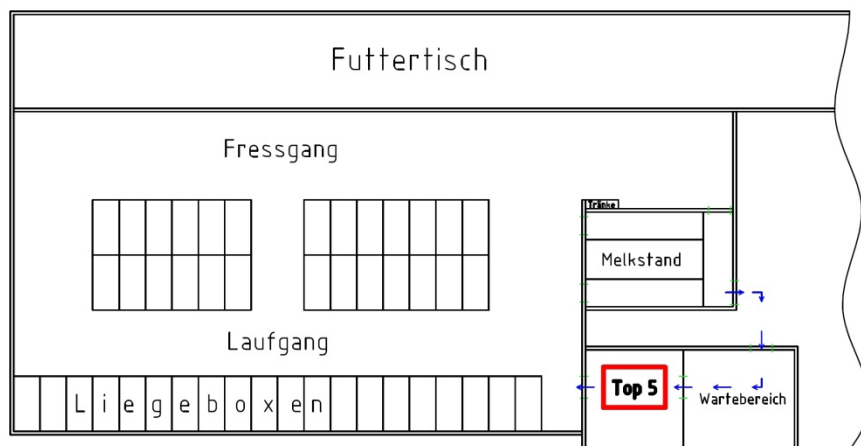 Futtertisch
Fressgang
Tränke
Melkstand
Laufgang
Top 5
Wartebereich
Liegeboxen